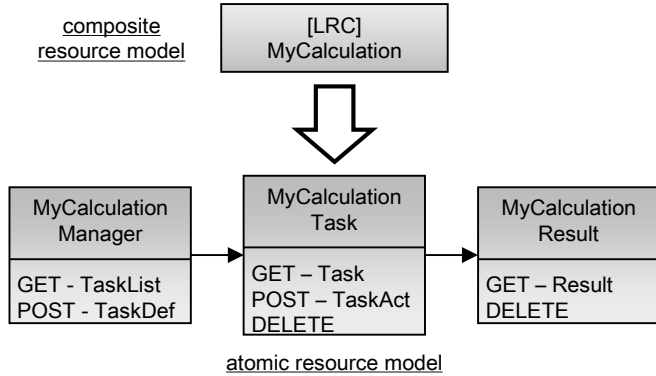 composite
resource model
[LRC]
MyCalculation
MyCalculation
Manager
GET - TaskList
POST - TaskDef
MyCalculation
Task
GET – Task
POST – TaskAct
DELETE
MyCalculation
Result
GET – Result
DELETE
atomic resource model